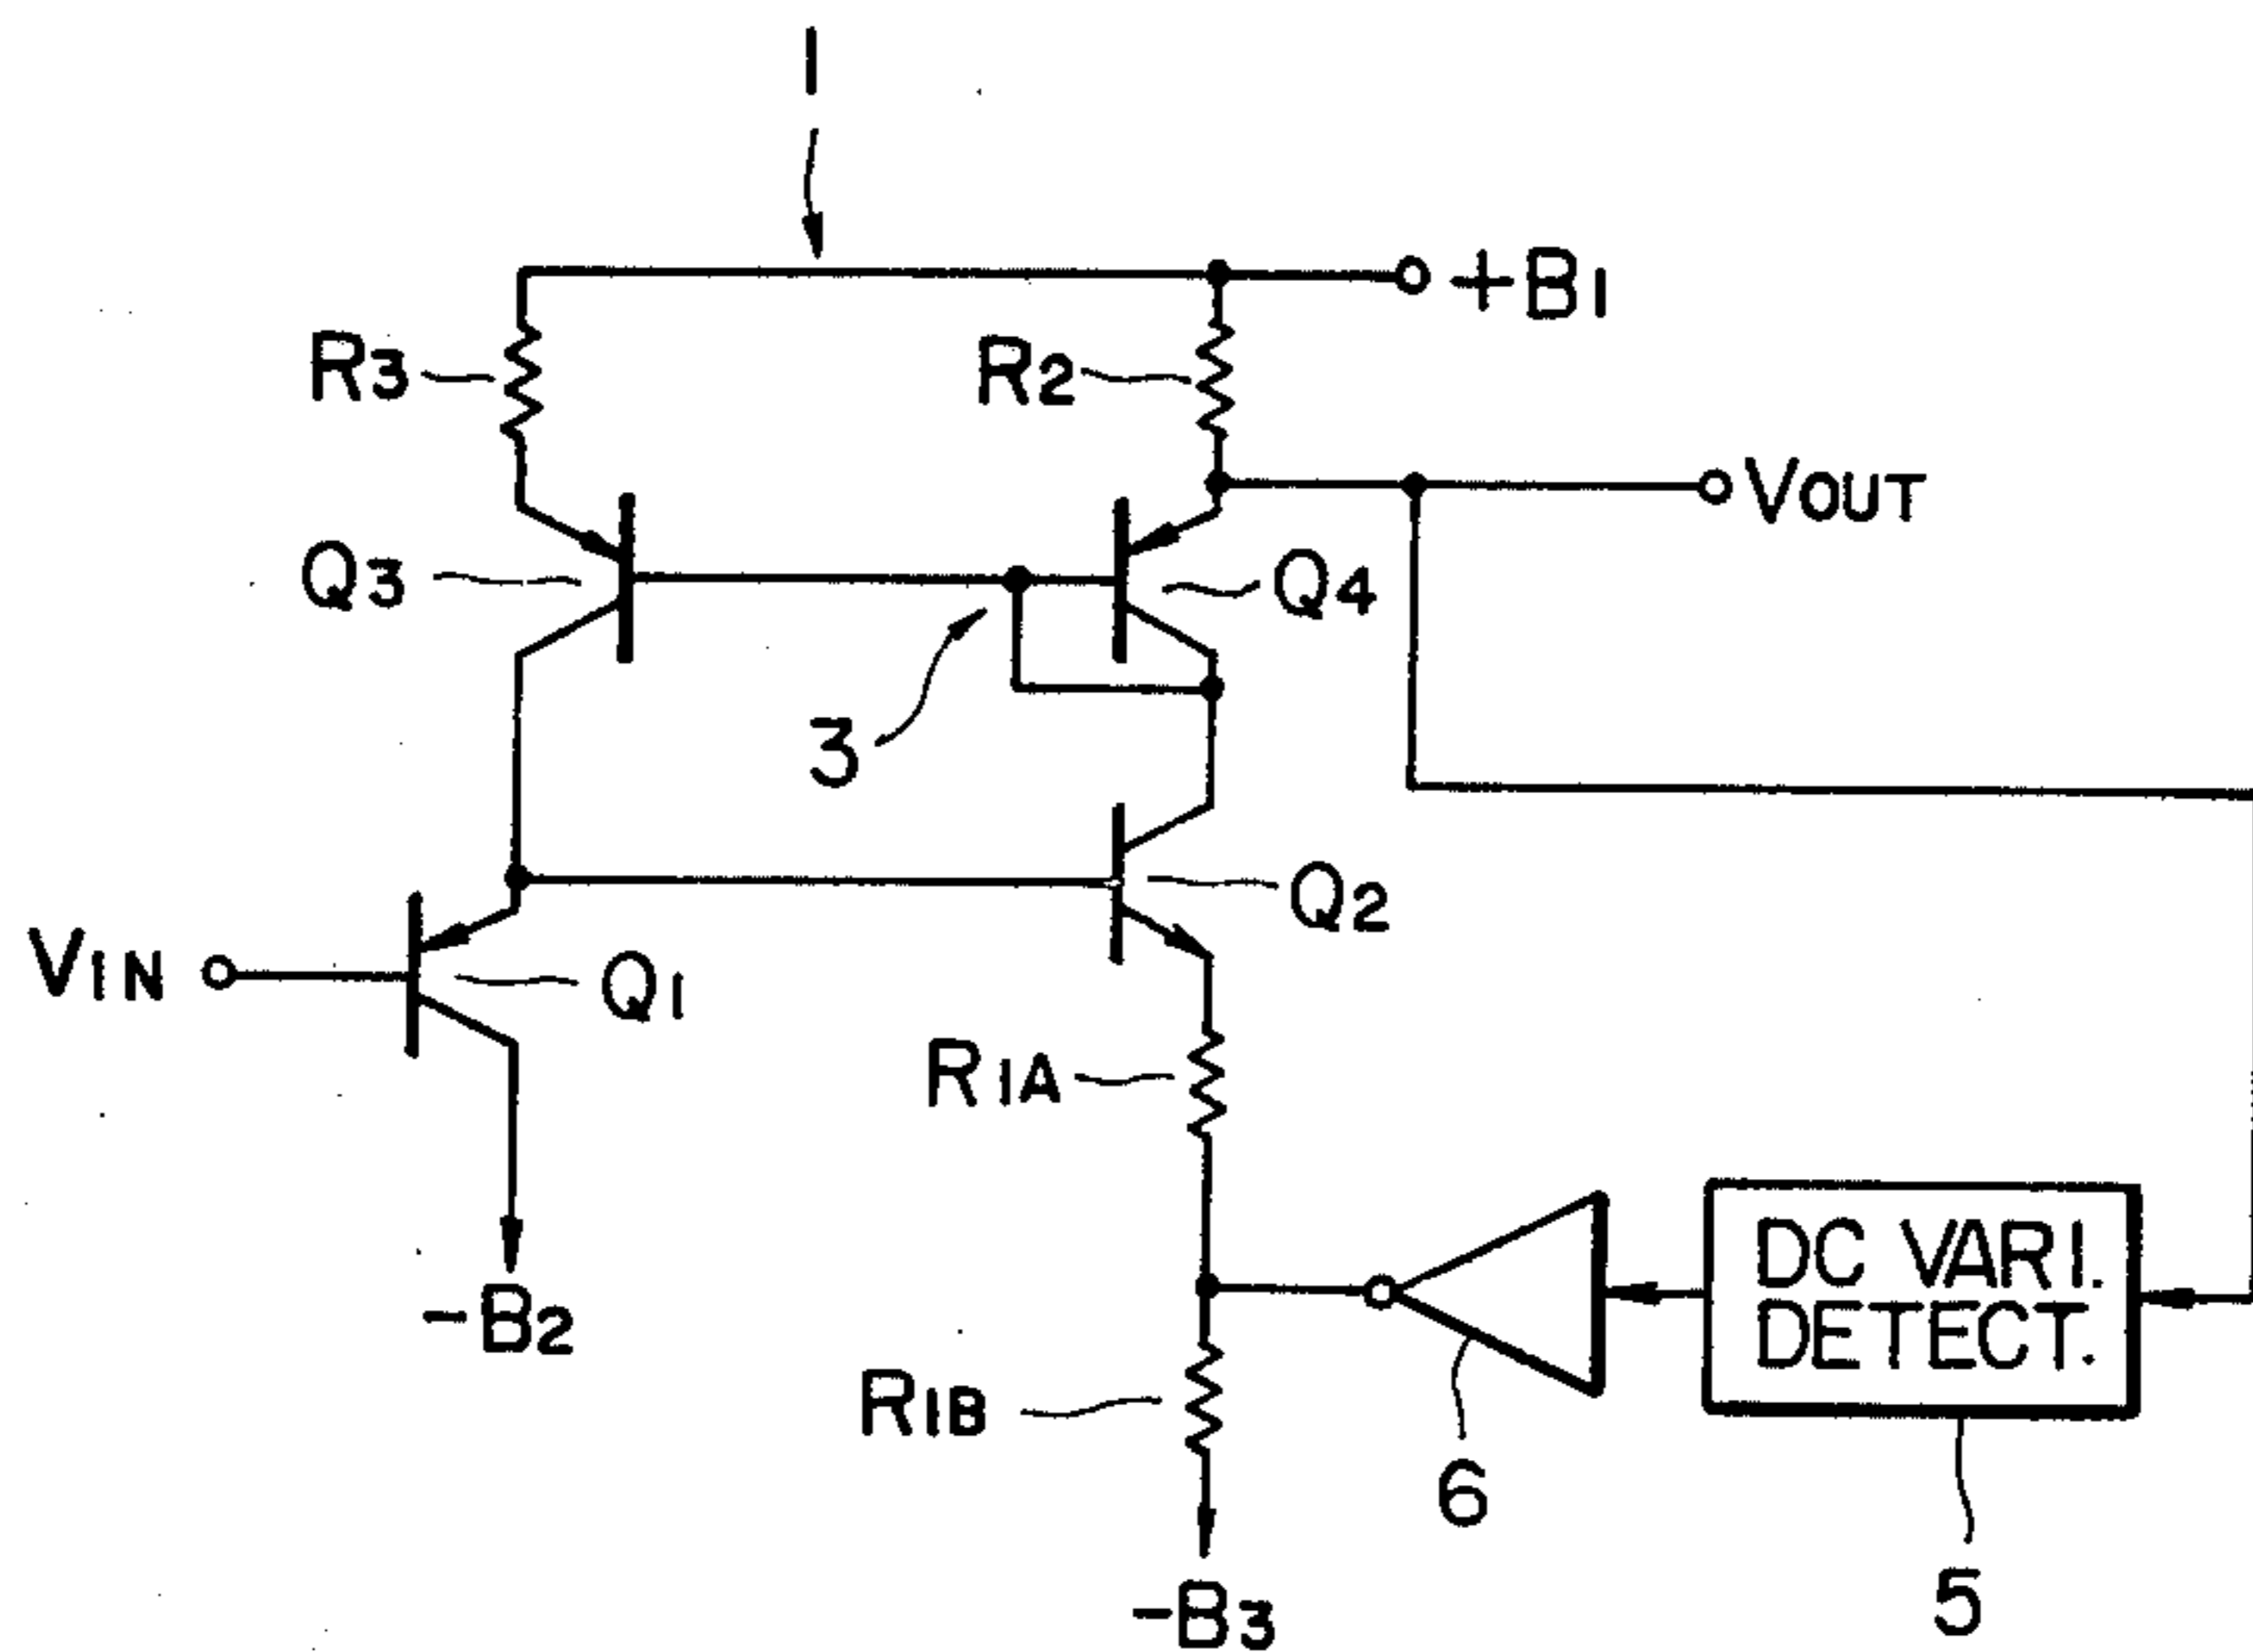 1
+B1
R3
R2
VOUT
Q3
Q4
3
Q2
VIN
Q1
R1A
DC VARI.
DETECT.
-B2
R1B
6
5
-B3